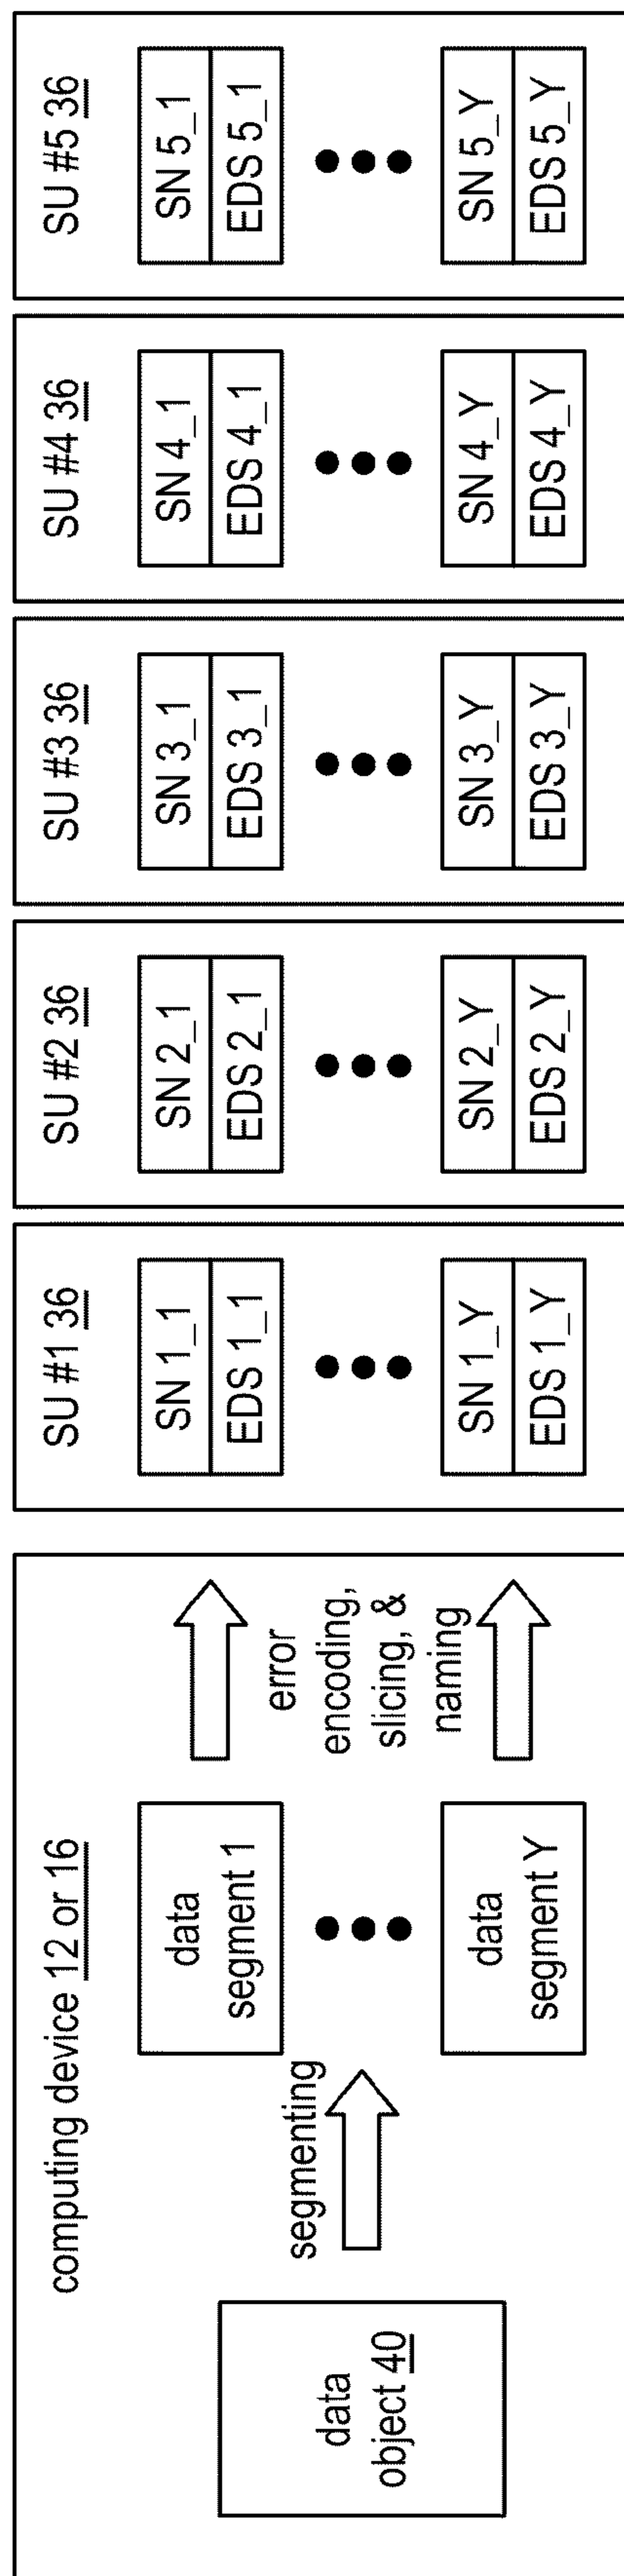 computing device 12 or 16
data
object 40
segmenting
data
segment 1
data
segment Y
error
encoding,
slicing, &
naming
SU #1 36
SN 1_1
EDS 1_1
SN 1_Y
EDS 1_Y
SU #2 36
SN 2_1
EDS 2_1
SN 2_Y
EDS 2_Y
SU #3 36
SN 3_1
EDS 3_1
SN 3_Y
EDS 3_Y
SU #4 36
SN 4_1
EDS 4_1
SN 4_Y
EDS 4_Y
SU #5 36
SN 5_1
EDS 5_1
SN 5_Y
EDS 5_Y